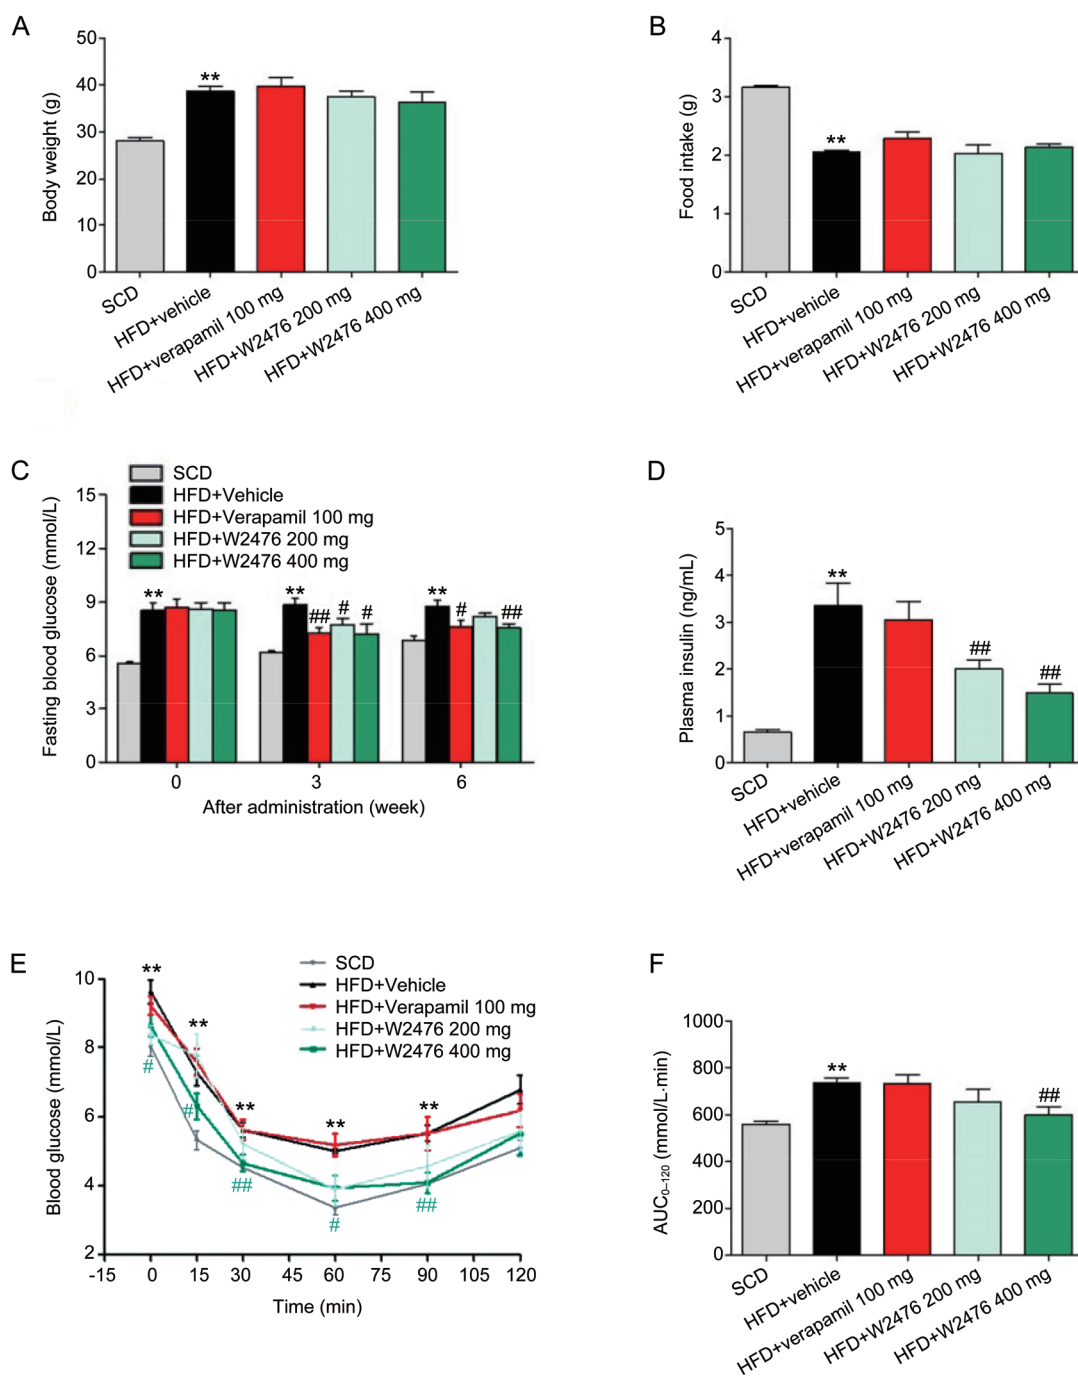 A
Body weight (g)
50
40
30
20
10
0
**
SCD
HFD+vehicle
HFD+verapamil 100 mg
HFD+W2476 200 mg
HFD+W2476 400 mg
B
Food intake (g)
4
3
2
1
0
**
SCD
HFD+vehicle
HFD+verapamil 100 mg
HFD+W2476 200 mg
HFD+W2476 400 mg
C
SCD
HFD+Vehicle
HFD+Verapamil 100 mg
HFD+W2476 200 mg
HFD+W2476 400 mg
Fasting blood glucose (mmol/L)
15
12
9
6
3
0
**
** ## # #
** # ##
0 3 6
After administration (week)
D
Plasma insulin (ng/mL)
5
4
3
2
1
0
**
##
##
SCD
HFD+vehicle
HFD+verapamil 100 mg
HFD+W2476 200 mg
HFD+W2476 400 mg
E
SCD
HFD+Vehicle
HFD+Verapamil 100 mg
HFD+W2476 200 mg
HFD+W2476 400 mg
Blood glucose (mmol/L)
10
8
6
4
2
** ** ** ** **
# # ## # ##
-15 0 15 30 45 60 75 90 105 120
Time (min)
F
AUC0–120 (mmol/L·min)
1000
800
600
400
200
0
**
##
SCD
HFD+vehicle
HFD+verapamil 100 mg
HFD+W2476 200 mg
HFD+W2476 400 mg